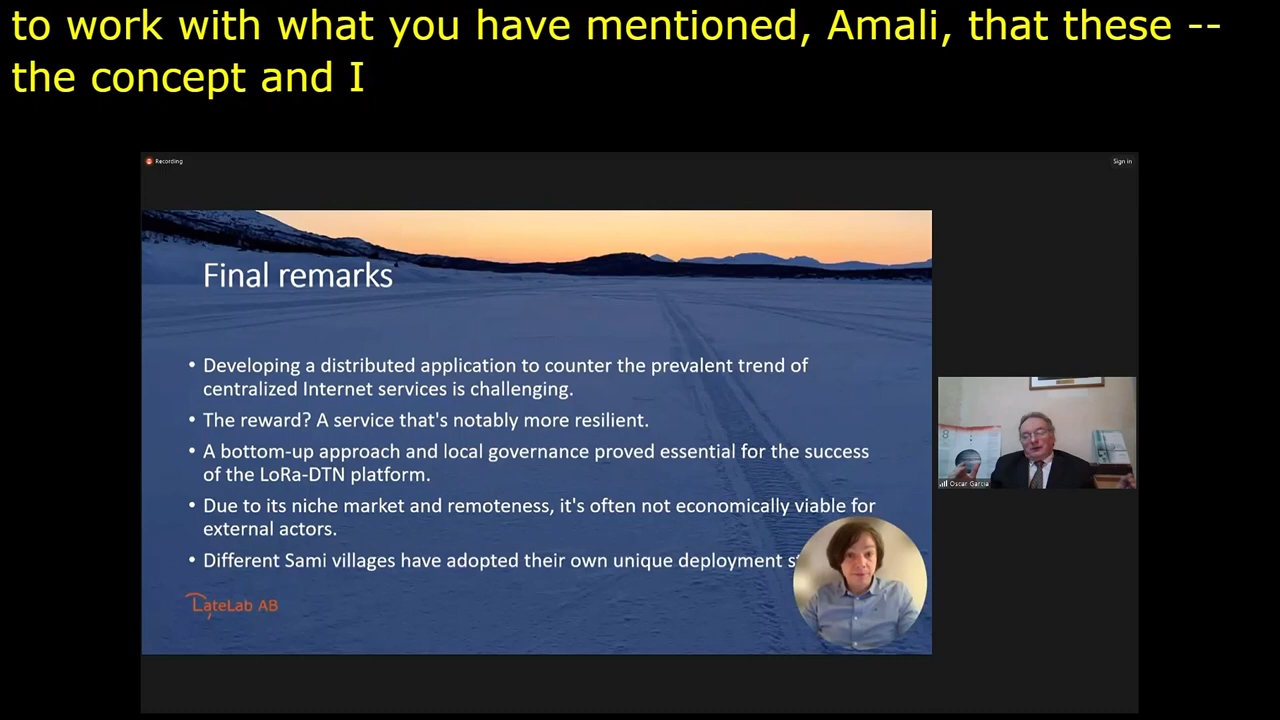 to work with what you have mentioned, Amali, that these --
the concept and I
Recording
Sign in
Final remarks
• Developing a distributed application to counter the prevalent trend of
centralized Internet services is challenging.
• The reward? A service that's notably more resilient.
• A bottom-up approach and local governance proved essential for the success
of the LoRa-DTN platform.
• Due to its niche market and remoteness, it's often not economically viable for
external actors.
• Different Sami villages have adopted their own unique deployment
LateLab AB
Oscar Garcia
8